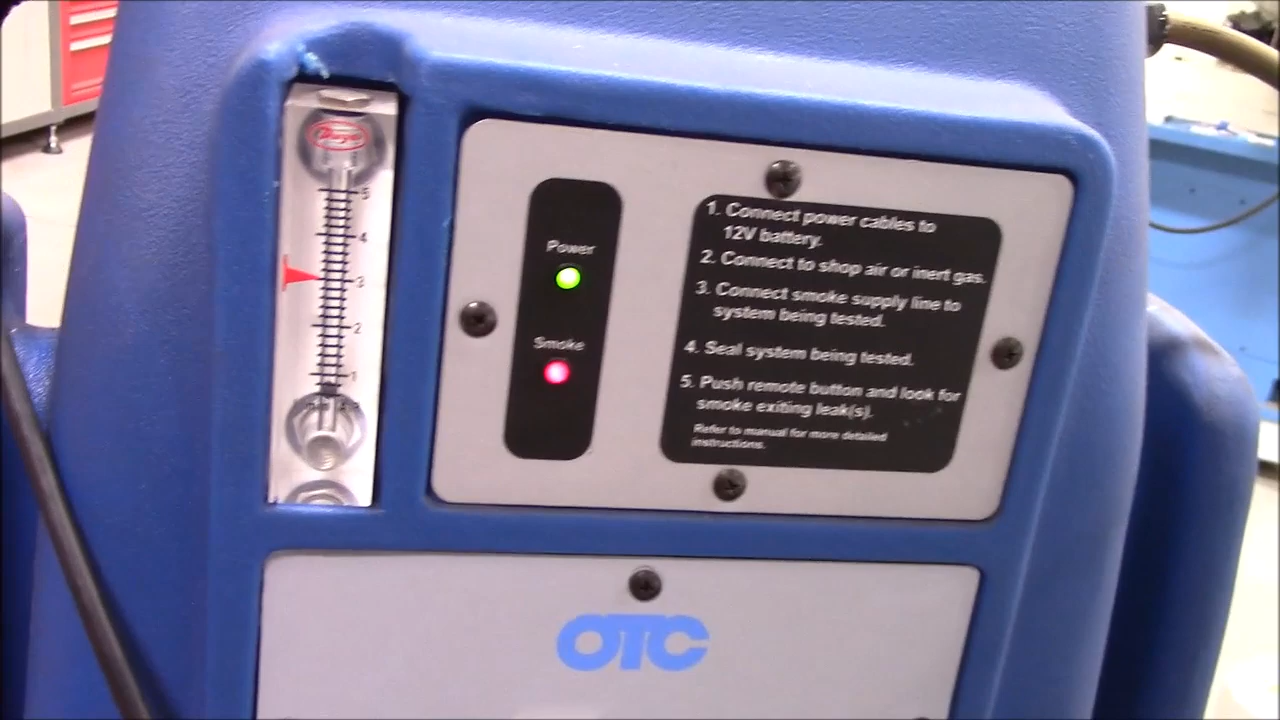 Dwyer
5
4
3
2
1
Power
Smoke
1. Connect power cables to
12V battery.
2. Connect to shop air or inert gas.
3. Connect smoke supply line to
system being tested.
4. Seal system being tested.
5. Push remote button and look for
smoke exiting leak(s).
Refer to manual for more detailed
instructions.
OTC